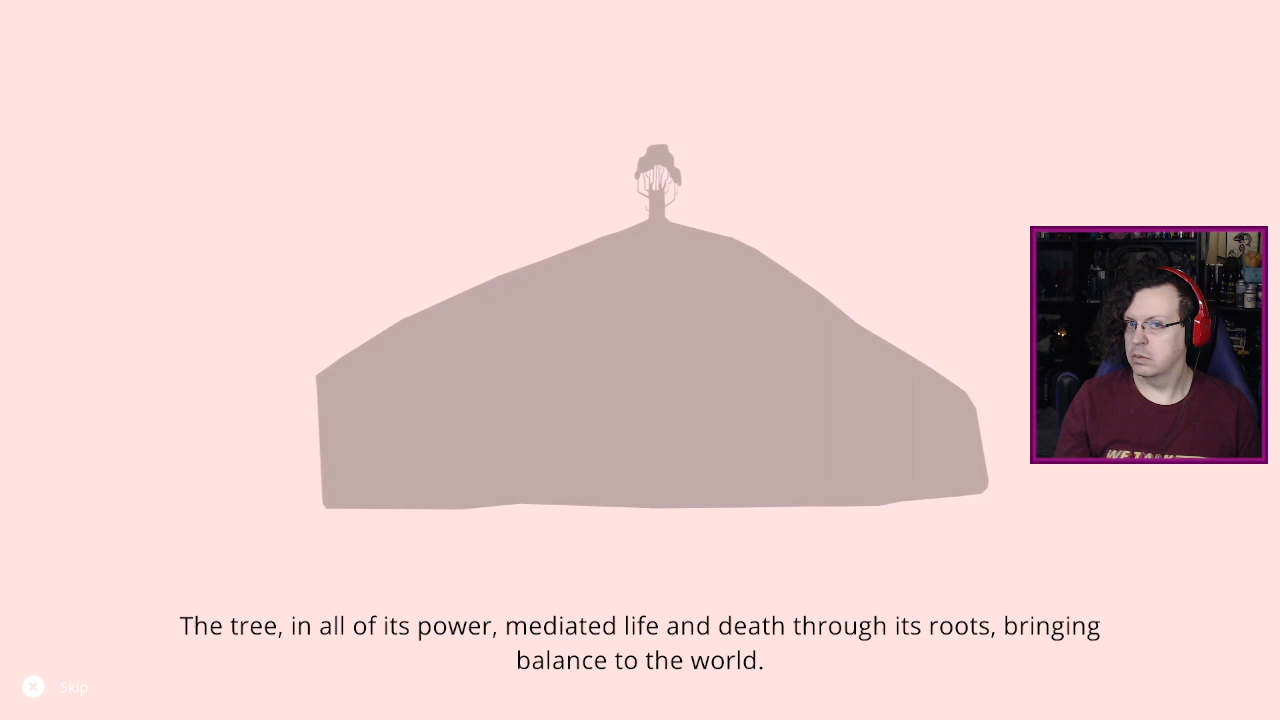 The tree, in all of its power, mediated life and death through its roots, bringing
balance to the world.
Skip